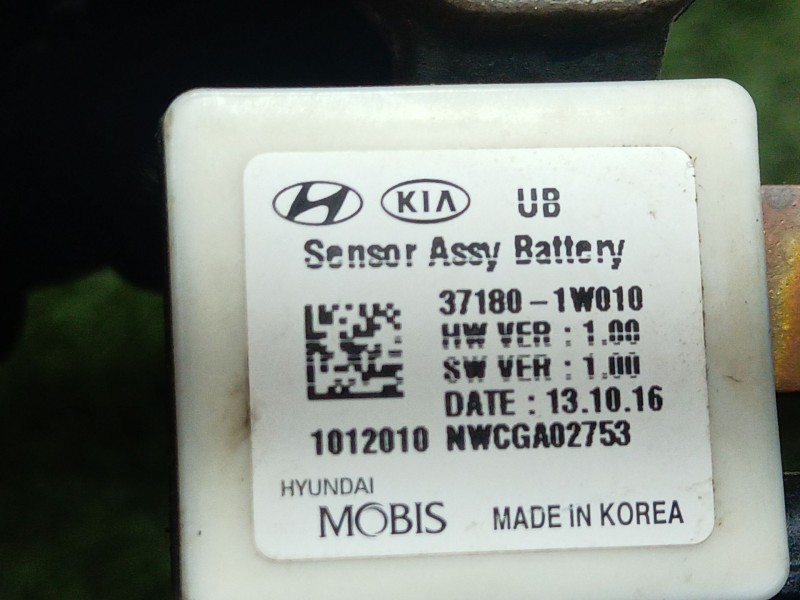 KIA UB
Sensor Assy Battery
37180-1W010
HW VER : 1.00
SW VER : 1.00
DATE : 13.10.16
1012010 NWCGA02753
HYUNDAI
MOBIS MADE IN KOREA